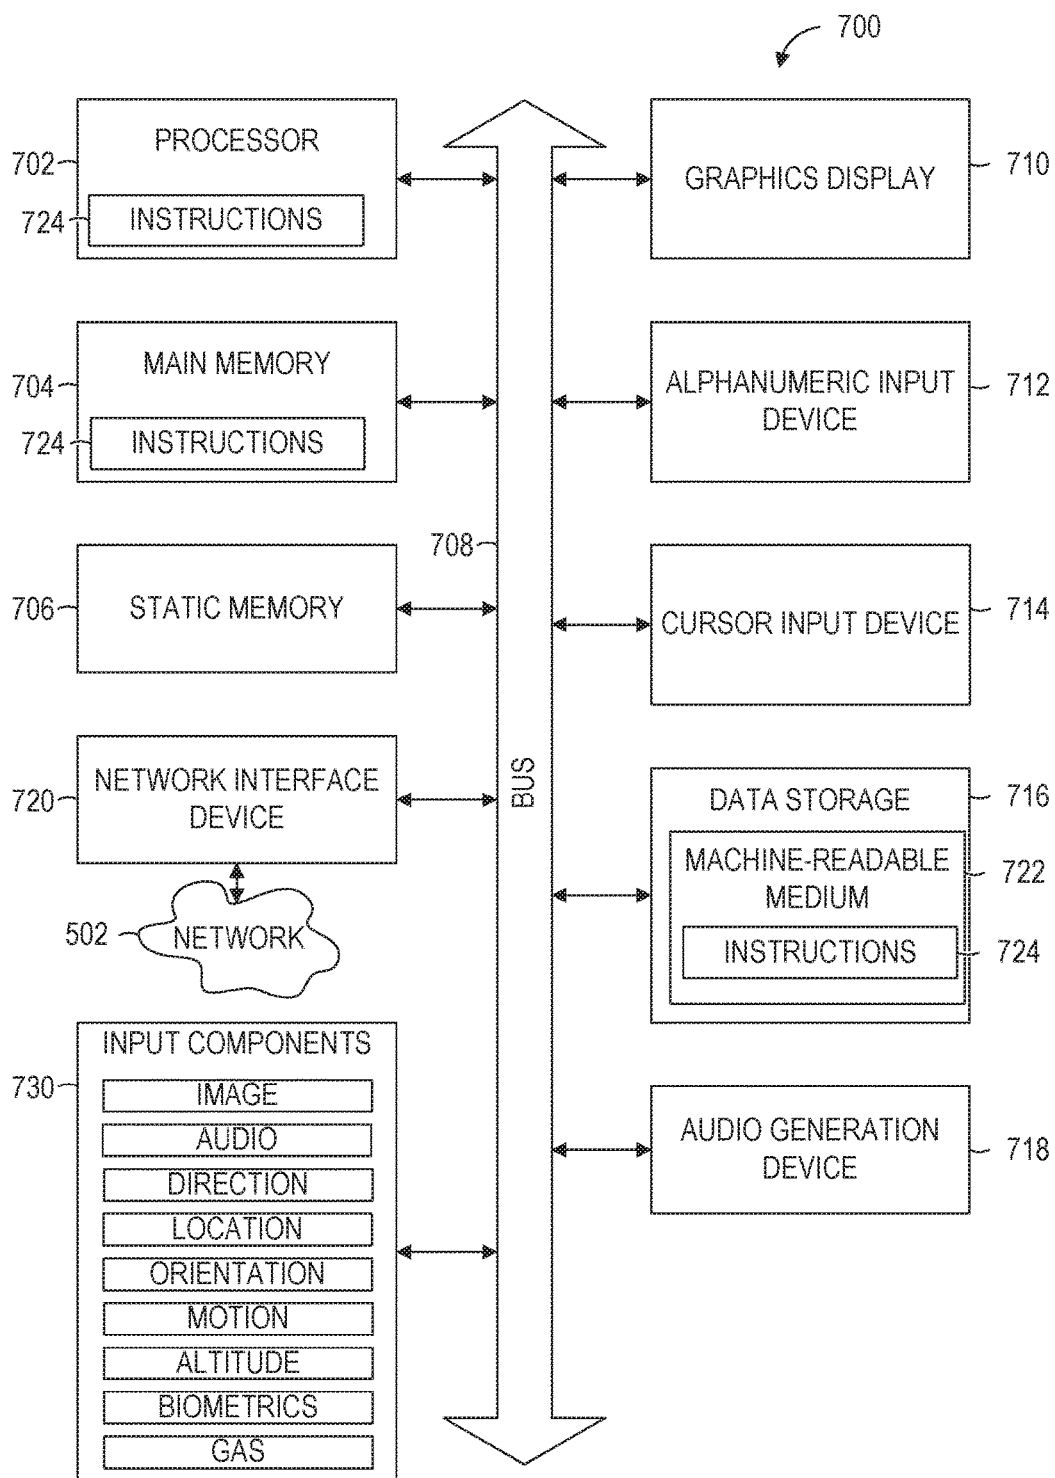 700
PROCESSOR
702
724
INSTRUCTIONS
MAIN MEMORY
704
724
INSTRUCTIONS
708
706
STATIC MEMORY
NETWORK INTERFACE
DEVICE
720
502
NETWORK
INPUT COMPONENTS
730
IMAGE
AUDIO
DIRECTION
LOCATION
ORIENTATION
MOTION
ALTITUDE
BIOMETRICS
GAS
BUS
GRAPHICS DISPLAY
710
ALPHANUMERIC INPUT
DEVICE
712
CURSOR INPUT DEVICE
714
DATA STORAGE
716
MACHINE-READABLE
MEDIUM
722
INSTRUCTIONS
724
AUDIO GENERATION
DEVICE
718